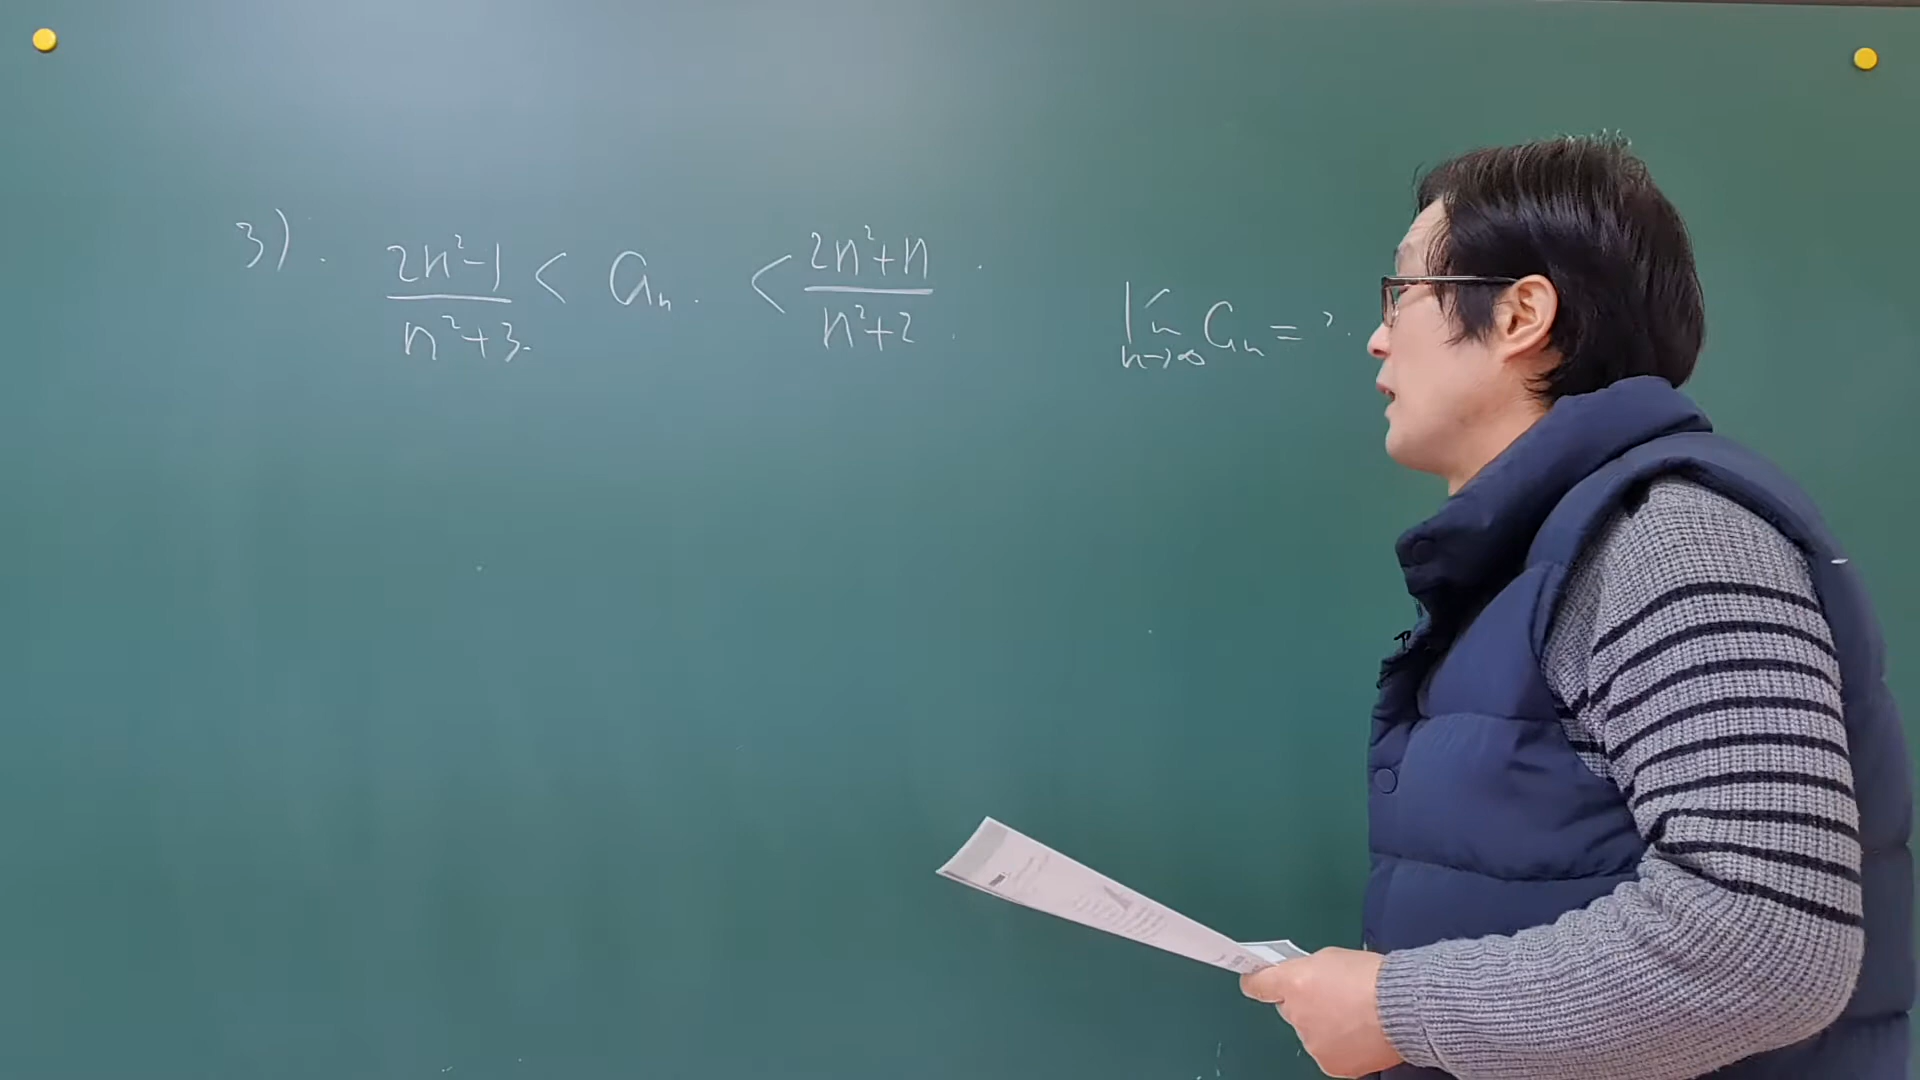 3). (2n²-1)/(n²+3) < aₙ < (2n²+n)/(n²+2)
lim n→∞ aₙ = ?